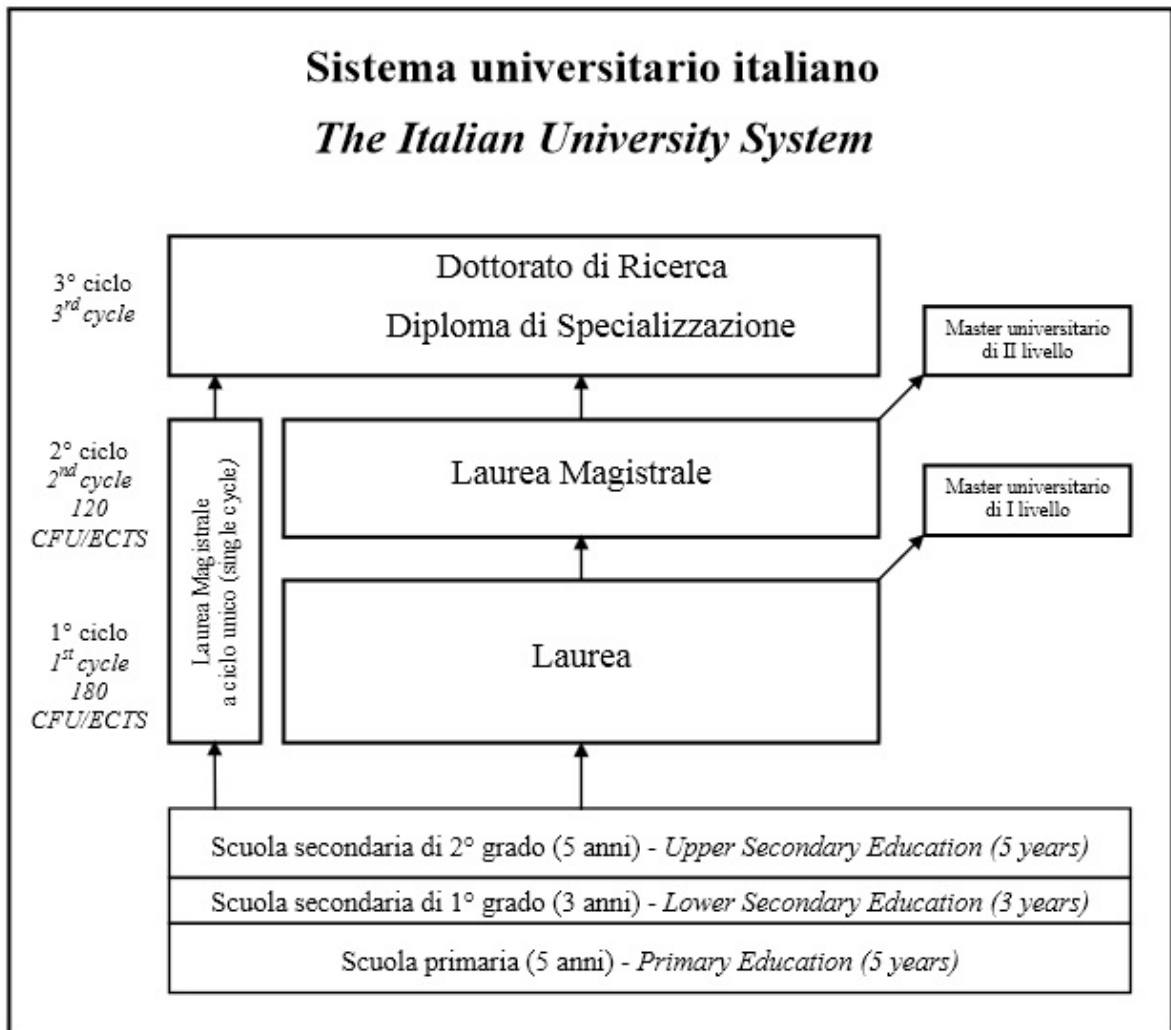 Sistema universitario italiano
The Italian University System
3° ciclo
3rd cycle
Dottorato di Ricerca
Diploma di Specializzazione
Master universitario
di II livello
2° ciclo
2nd cycle
120
CFU/ECTS
Laurea Magistrale
a ciclo unico (single cycle)
Laurea Magistrale
Master universitario
di I livello
1° ciclo
1st cycle
180
CFU/ECTS
Laurea
Scuola secondaria di 2° grado (5 anni) - Upper Secondary Education (5 years)
Scuola secondaria di 1° grado (3 anni) - Lower Secondary Education (3 years)
Scuola primaria (5 anni) - Primary Education (5 years)